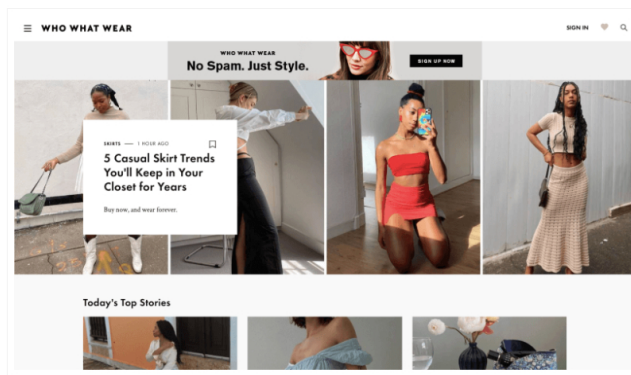 WHO WHAT WEAR
SIGN IN
WHO WHAT WEAR
No Spam. Just Style.
SIGN UP NOW
SKIRTS — 1 HOUR AGO
5 Casual Skirt Trends
You'll Keep in Your
Closet for Years
Buy now, and wear forever.
Today's Top Stories